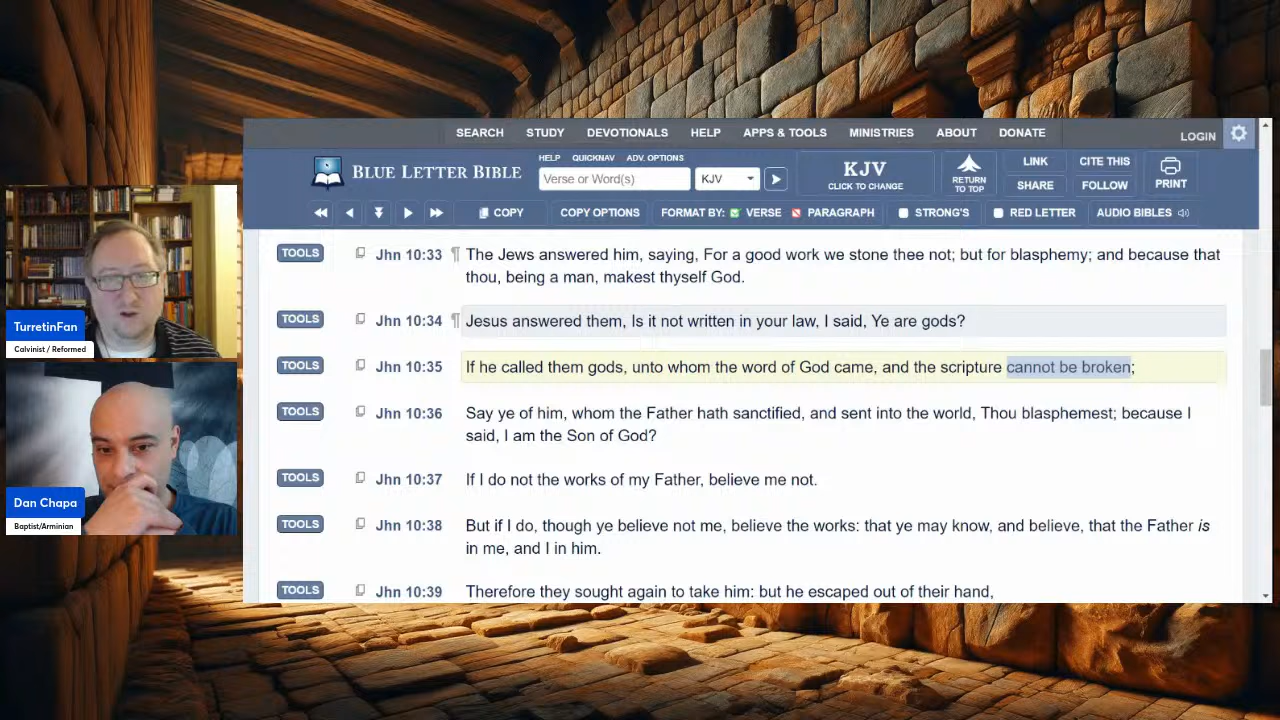 SEARCH STUDY DEVOTIONALS HELP APPS & TOOLS MINISTRIES ABOUT DONATE LOGIN
BLUE LETTER BIBLE
HELP QUICKNAV ADV. OPTIONS
Verse or Word(s) KJV
KJV
CLICK TO CHANGE
RETURN
TO TOP
LINK CITE THIS
SHARE FOLLOW
PRINT
COPY COPY OPTIONS FORMAT BY: VERSE PARAGRAPH STRONG'S RED LETTER AUDIO BIBLES
TOOLS Jhn 10:33 ¶ The Jews answered him, saying, For a good work we stone thee not; but for blasphemy; and because that
thou, being a man, makest thyself God.
TOOLS Jhn 10:34 ¶ Jesus answered them, Is it not written in your law, I said, Ye are gods?
TOOLS Jhn 10:35 If he called them gods, unto whom the word of God came, and the scripture cannot be broken;
TOOLS Jhn 10:36 Say ye of him, whom the Father hath sanctified, and sent into the world, Thou blasphemest; because I
said, I am the Son of God?
TOOLS Jhn 10:37 If I do not the works of my Father, believe me not.
TOOLS Jhn 10:38 But if I do, though ye believe not me, believe the works: that ye may know, and believe, that the Father is
in me, and I in him.
TOOLS Jhn 10:39 Therefore they sought again to take him: but he escaped out of their hand,
TurretinFan
Calvinist / Reformed
Dan Chapa
Baptist/Arminian